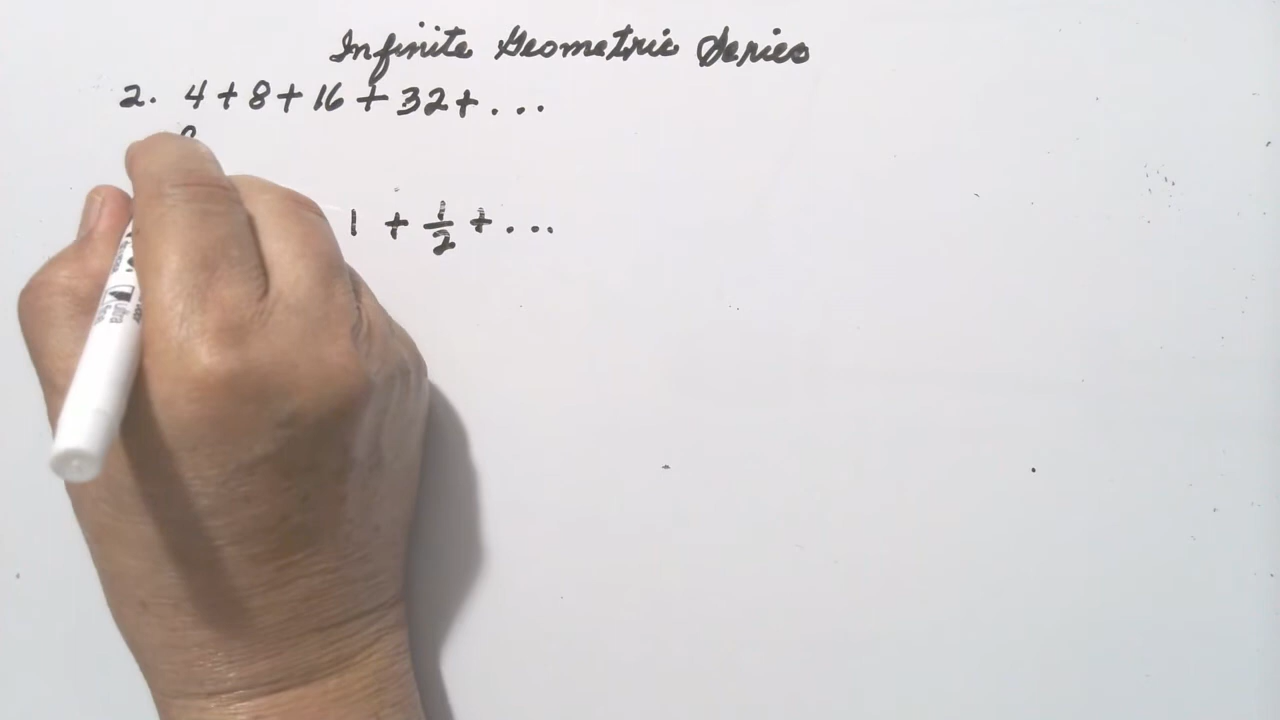 Infinite Geometric Series
2. 4 + 8 + 16 + 32 + . . .
1 + 1/2 + . . .